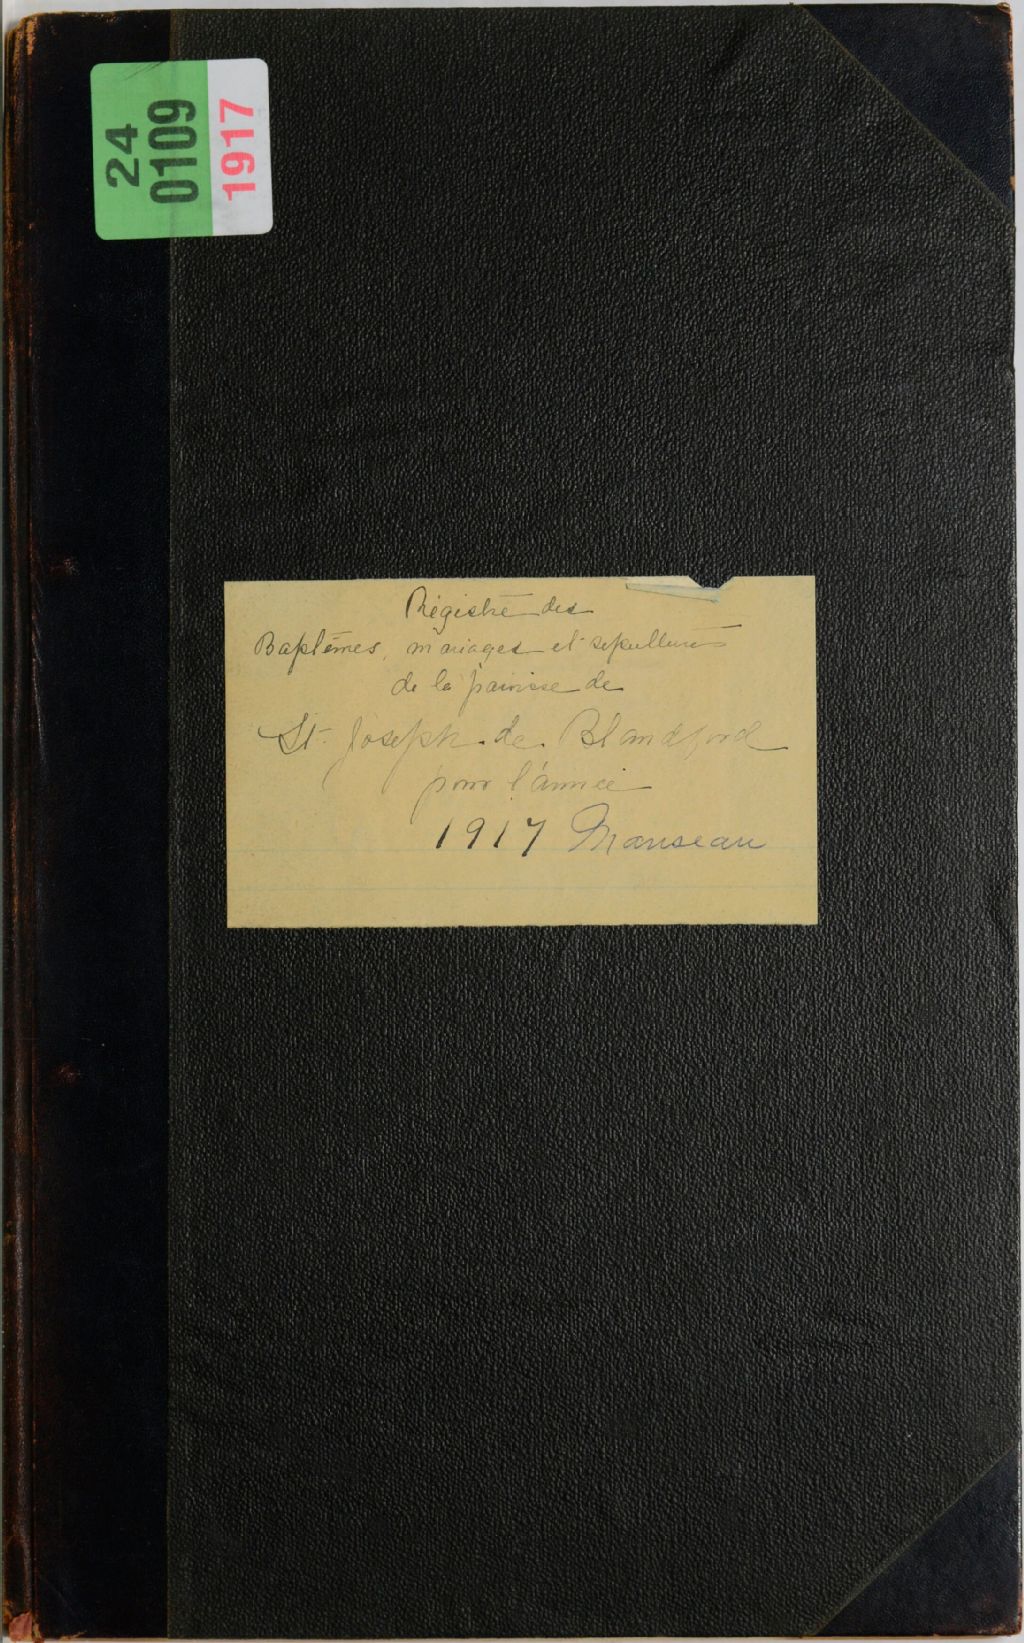 24
0109
1917
Régistre des
Baptêmes, mariages et sépultures
de la paroisse de
St-Joseph de Blandford
pour l'année
1917 Manseau